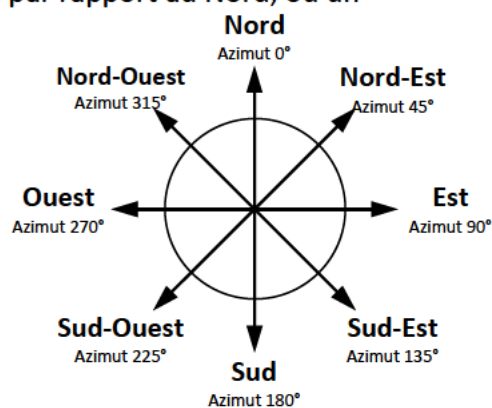 par rapport au Nord, ou un
Nord
Azimut 0°
Nord-Ouest
Azimut 315°
Nord-Est
Azimut 45°
Ouest
Azimut 270°
Est
Azimut 90°
Sud-Ouest
Azimut 225°
Sud-Est
Azimut 135°
Sud
Azimut 180°